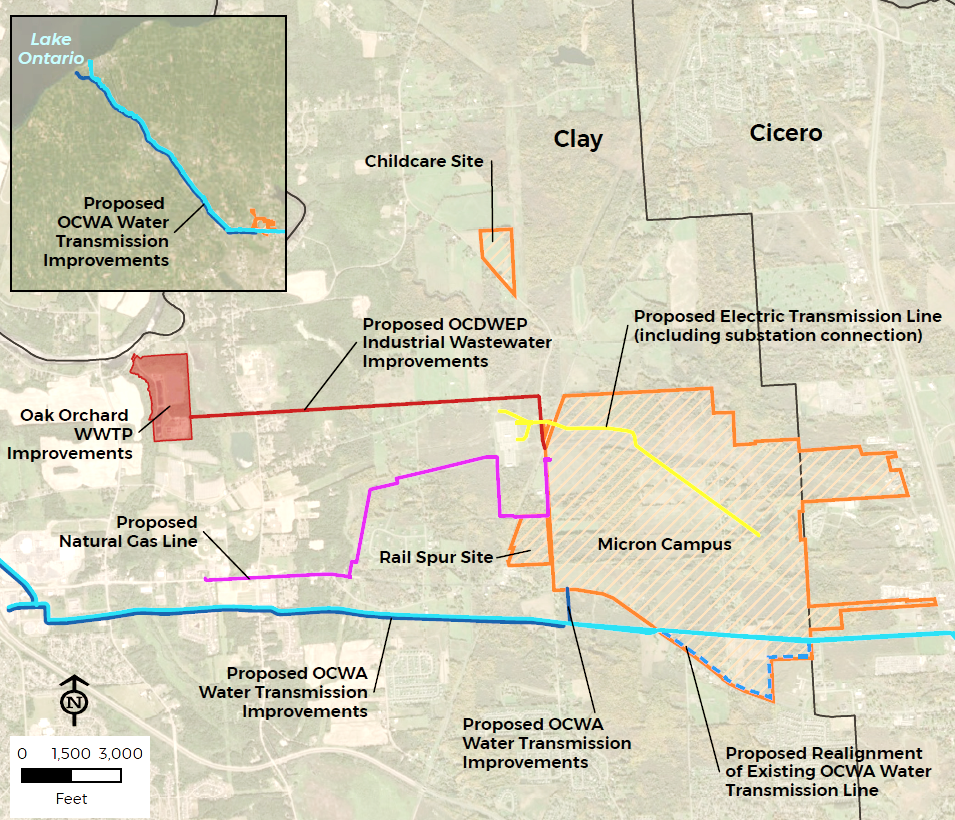 Lake
Ontario
Proposed
OCWA Water
Transmission
Improvements
Clay
Cicero
Childcare Site
Proposed OCDWEP
Industrial Wastewater
Improvements
Proposed Electric Transmission Line
(including substation connection)
Oak Orchard
WWTP
Improvements
Proposed
Natural Gas Line
Rail Spur Site
Micron Campus
Proposed OCWA
Water Transmission
Improvements
Proposed OCWA
Water Transmission
Improvements
Proposed Realignment
of Existing OCWA Water
Transmission Line
N
0 1,500 3,000
Feet